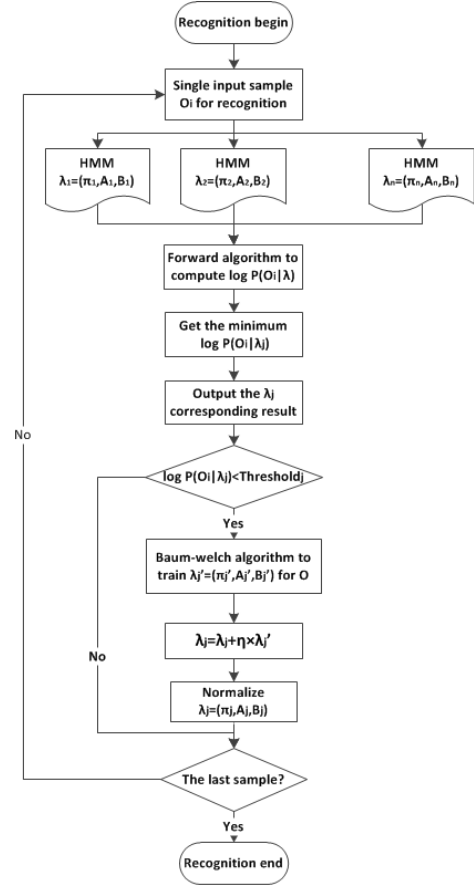 Recognition begin
Single input sample
Oi for recognition
HMM
λ1=(π1,A1,B1)
HMM
λ2=(π2,A2,B2)
HMM
λn=(πn,An,Bn)
Forward algorithm to
compute log P(Oi|λ)
Get the minimum
log P(Oi|λj)
Output the λj
corresponding result
No
log P(Oi|λj)<Thresholdj
Yes
Baum-welch algorithm to
train λj’=(πj’,Aj’,Bj’) for O
λj=λj+η×λj’
No
Normalize
λj=(πj,Aj,Bj)
The last sample?
Yes
Recognition end